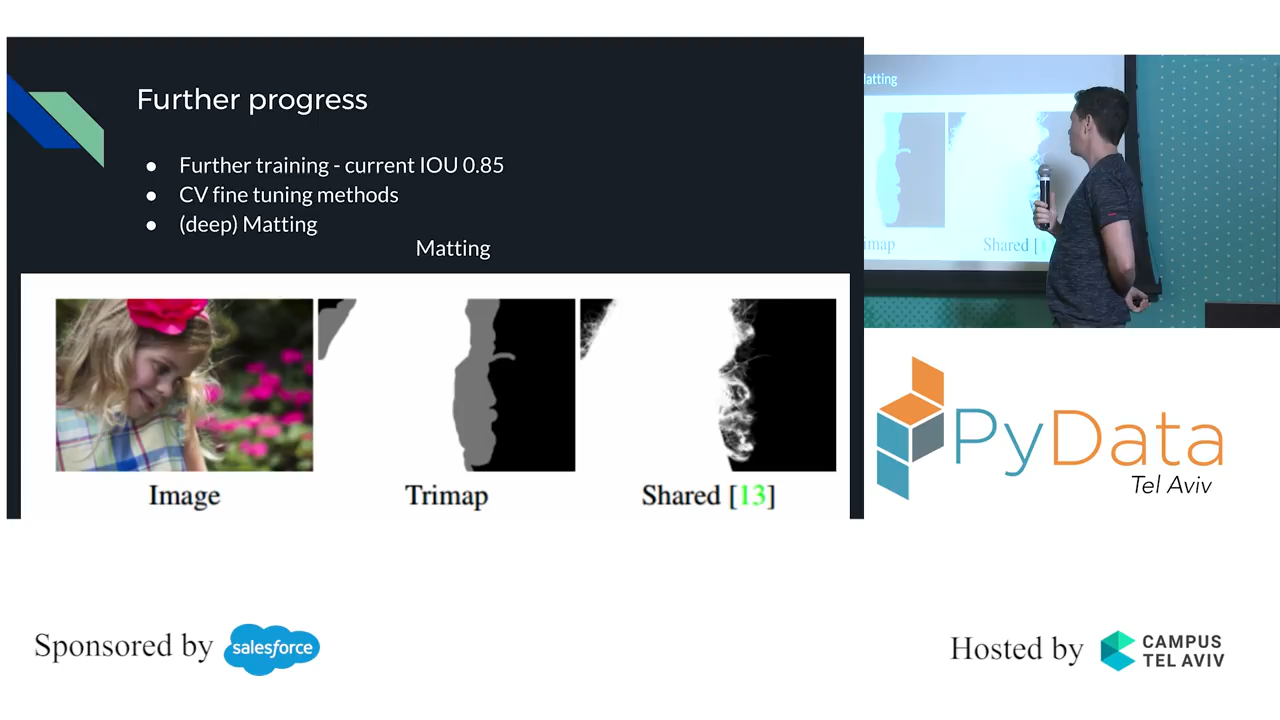 Further progress
● Further training - current IOU 0.85
● CV fine tuning methods
● (deep) Matting
Matting
Image
Trimap
Shared [13]
atting
imap
Shared [
PyData
Tel Aviv
Sponsored by salesforce
Hosted by CAMPUS
TEL AVIV